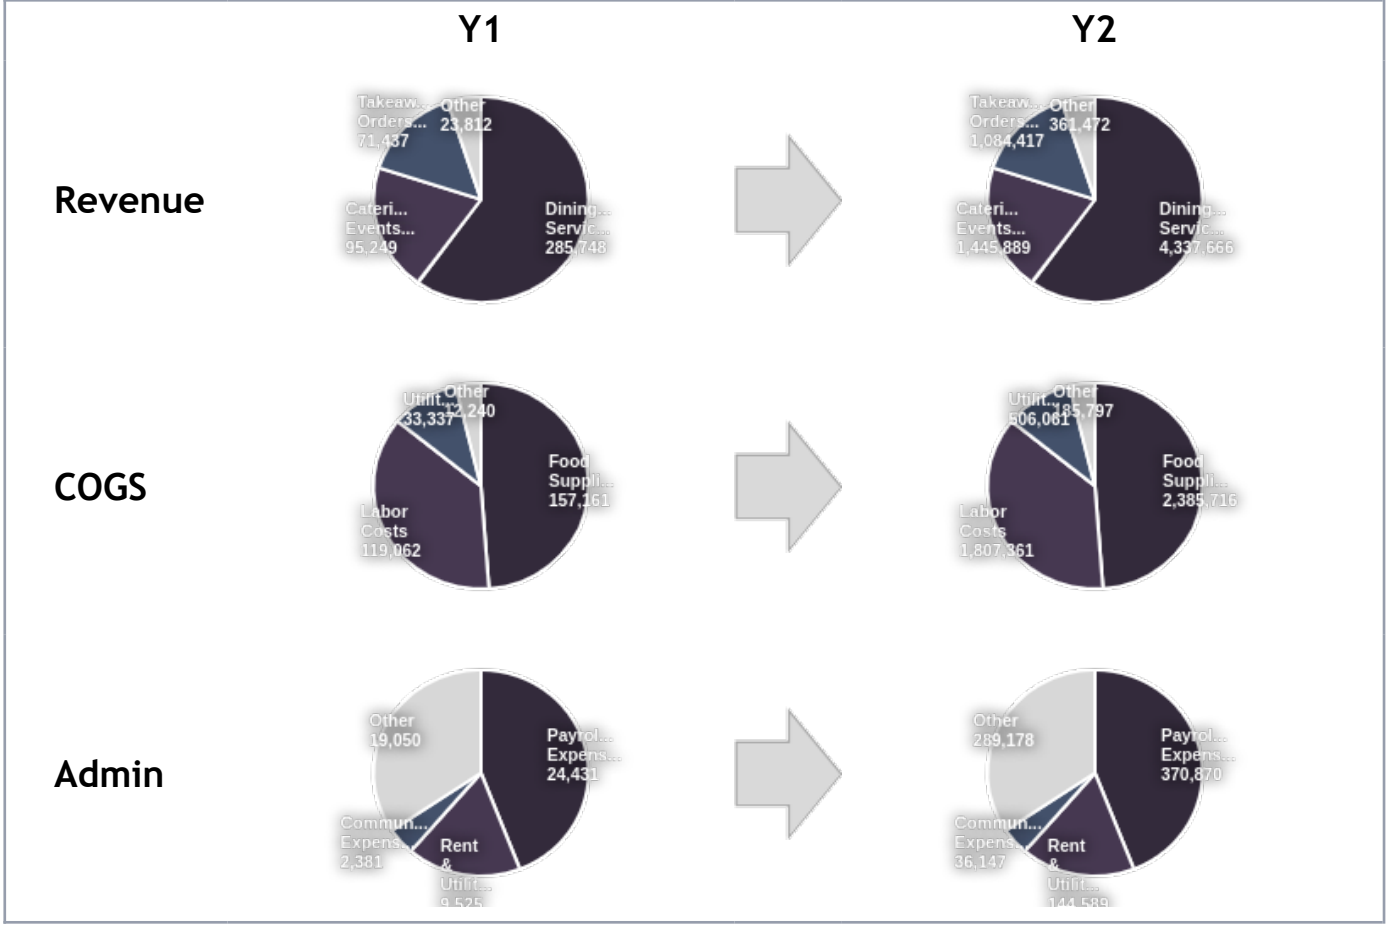 Y1
Y2
Revenue
Takeaw...
Orders...
71,437
Other
23,812
Cateri...
Events...
95,249
Dining...
Servic...
285,748
Takeaw...
Orders...
1,084,417
Other
361,472
Cateri...
Events...
1,445,889
Dining...
Servic...
4,337,666
COGS
Utilit...
33,337
Other
12,240
Labor
Costs
119,062
Food
Suppli...
157,161
Utilit...
506,061
Other
185,797
Labor
Costs
1,807,361
Food
Suppli...
2,385,716
Admin
Other
19,050
Commun...
Expens...
2,381
Rent
&
Utilit...
9,525
Payrol...
Expens...
24,431
Other
289,178
Commun...
Expens...
36,147
Rent
&
Utilit...
144,589
Payrol...
Expens...
370,870